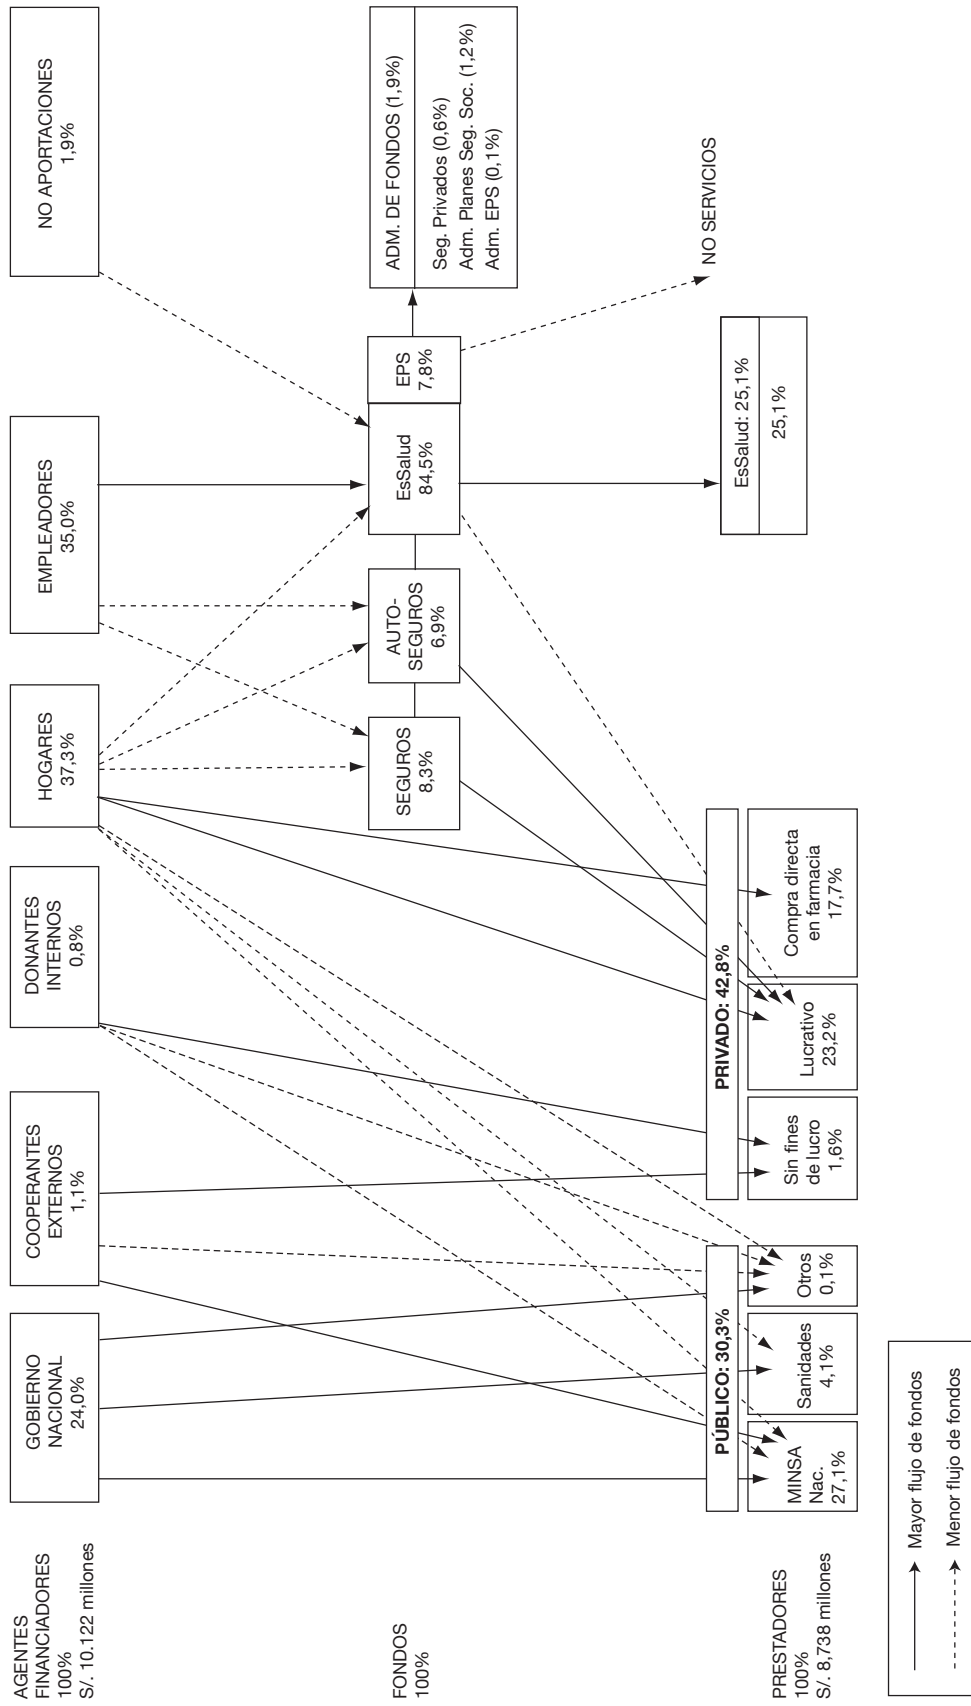 AGENTES
FINANCIADORES
100%
S/. 10.122 millones
GOBIERNO
NACIONAL
24,0%
COOPERANTES
EXTERNOS
1,1%
DONANTES
INTERNOS
0,8%
HOGARES
37,3%
EMPLEADORES
35,0%
NO APORTACIONES
1,9%
FONDOS
100%
SEGUROS
8,3%
AUTO-
SEGUROS
6,9%
EsSalud
84,5%
EPS
7,8%
ADM. DE FONDOS (1,9%)
Seg. Privados (0,6%)
Adm. Planes Seg. Soc. (1,2%)
Adm. EPS (0,1%)
PRESTADORES
100%
S/. 8,738 millones
PÚBLICO: 30,3%
MINSA
Nac.
27,1%
Sanidades
4,1%
Otros
0,1%
PRIVADO: 42,8%
Sin fines
de lucro
1,6%
Lucrativo
23,2%
Compra directa
en farmacia
17,7%
EsSalud: 25,1%
25,1%
NO SERVICIOS
Mayor flujo de fondos
Menor flujo de fondos